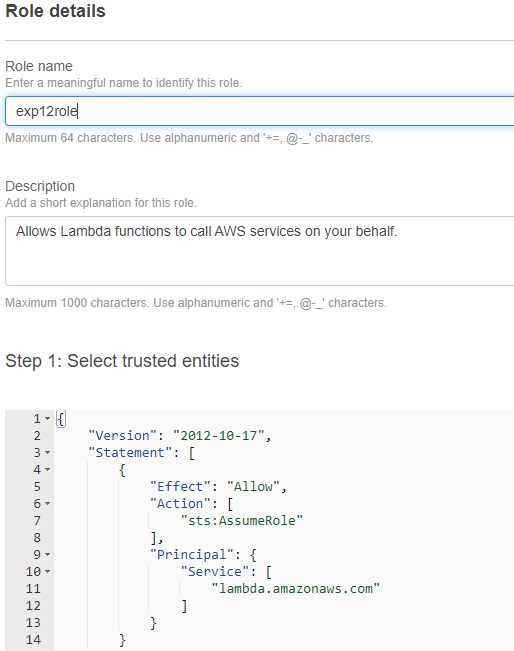 Role details
Role name
Enter a meaningful name to identify this role.
exp12role
Maximum 64 characters. Use alphanumeric and '+=,.@-_' characters.
Description
Add a short explanation for this role.
Allows Lambda functions to call AWS services on your behalf.
Maximum 1000 characters. Use alphanumeric and '+=,.@-_' characters.
Step 1: Select trusted entities
1 {
2     "Version": "2012-10-17",
3     "Statement": [
4         {
5             "Effect": "Allow",
6             "Action": [
7                 "sts:AssumeRole"
8             ],
9             "Principal": {
10                 "Service": [
11                     "lambda.amazonaws.com"
12                 ]
13             }
14         }